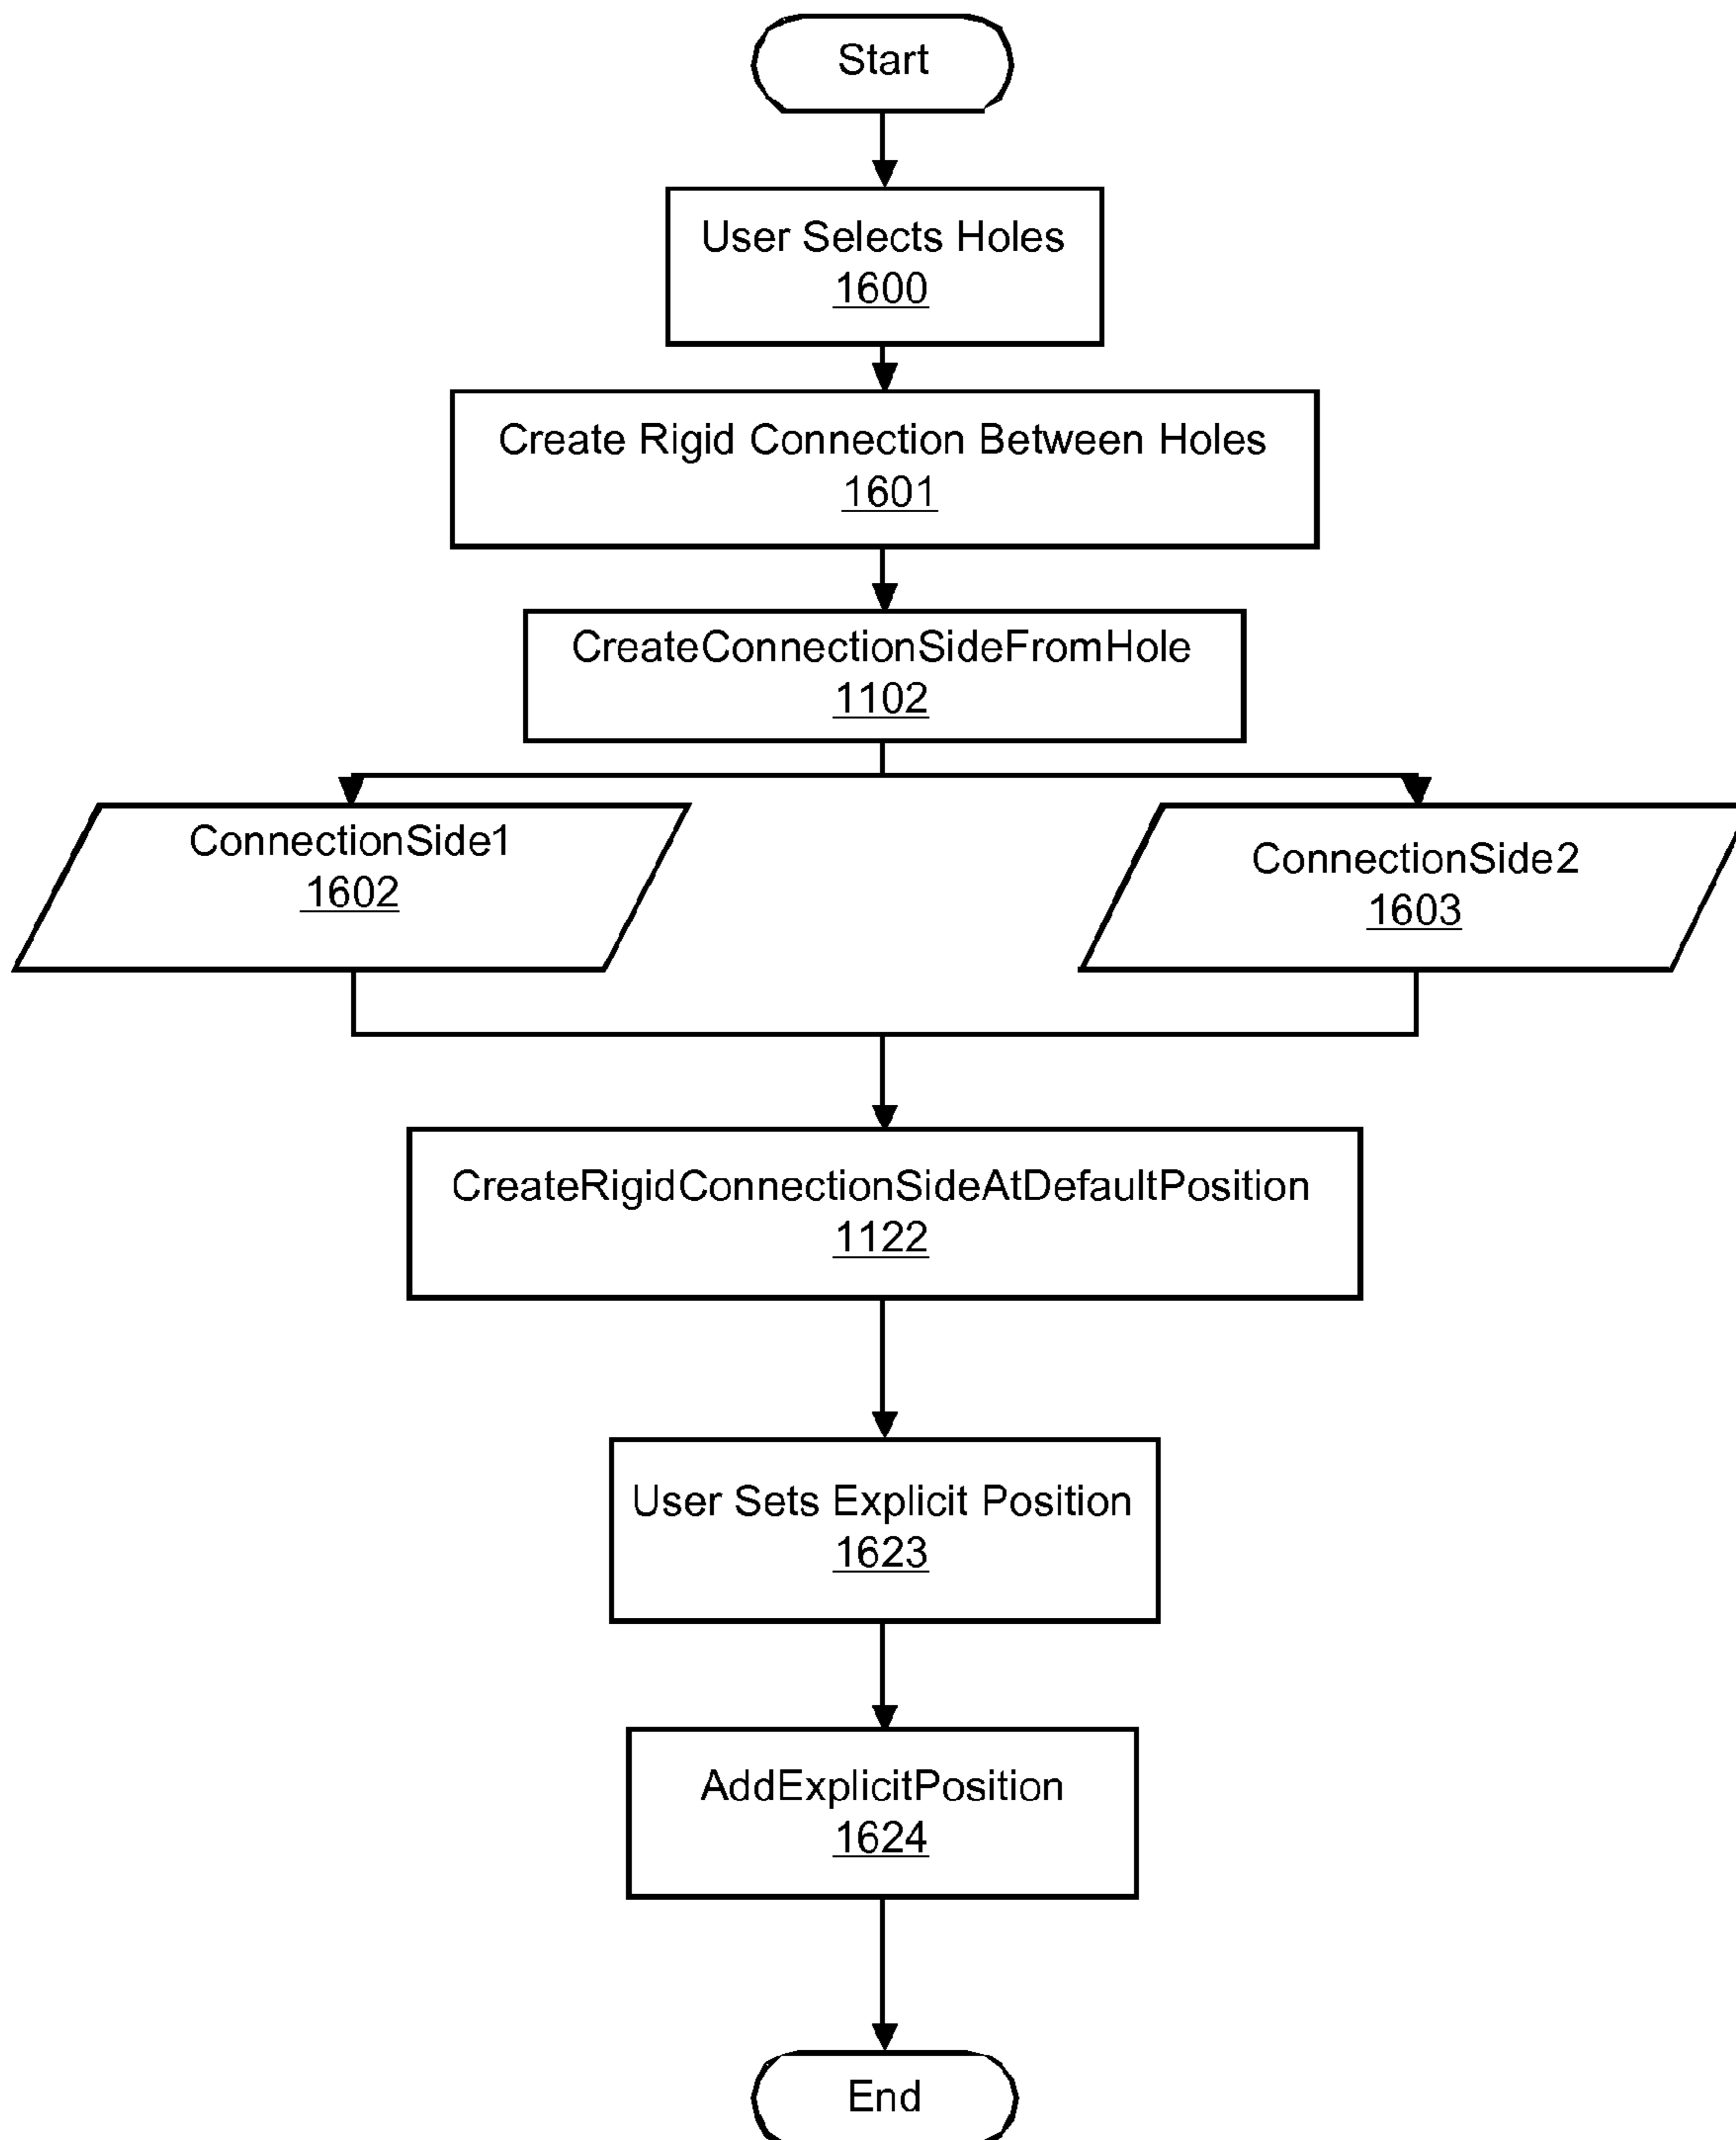 Start
User Selects Holes
1600
Create Rigid Connection Between Holes
1601
CreateConnectionSideFromHole
1102
ConnectionSide1
1602
ConnectionSide2
1603
CreateRigidConnectionSideAtDefaultPosition
1122
User Sets Explicit Position
1623
AddExplicitPosition
1624
End